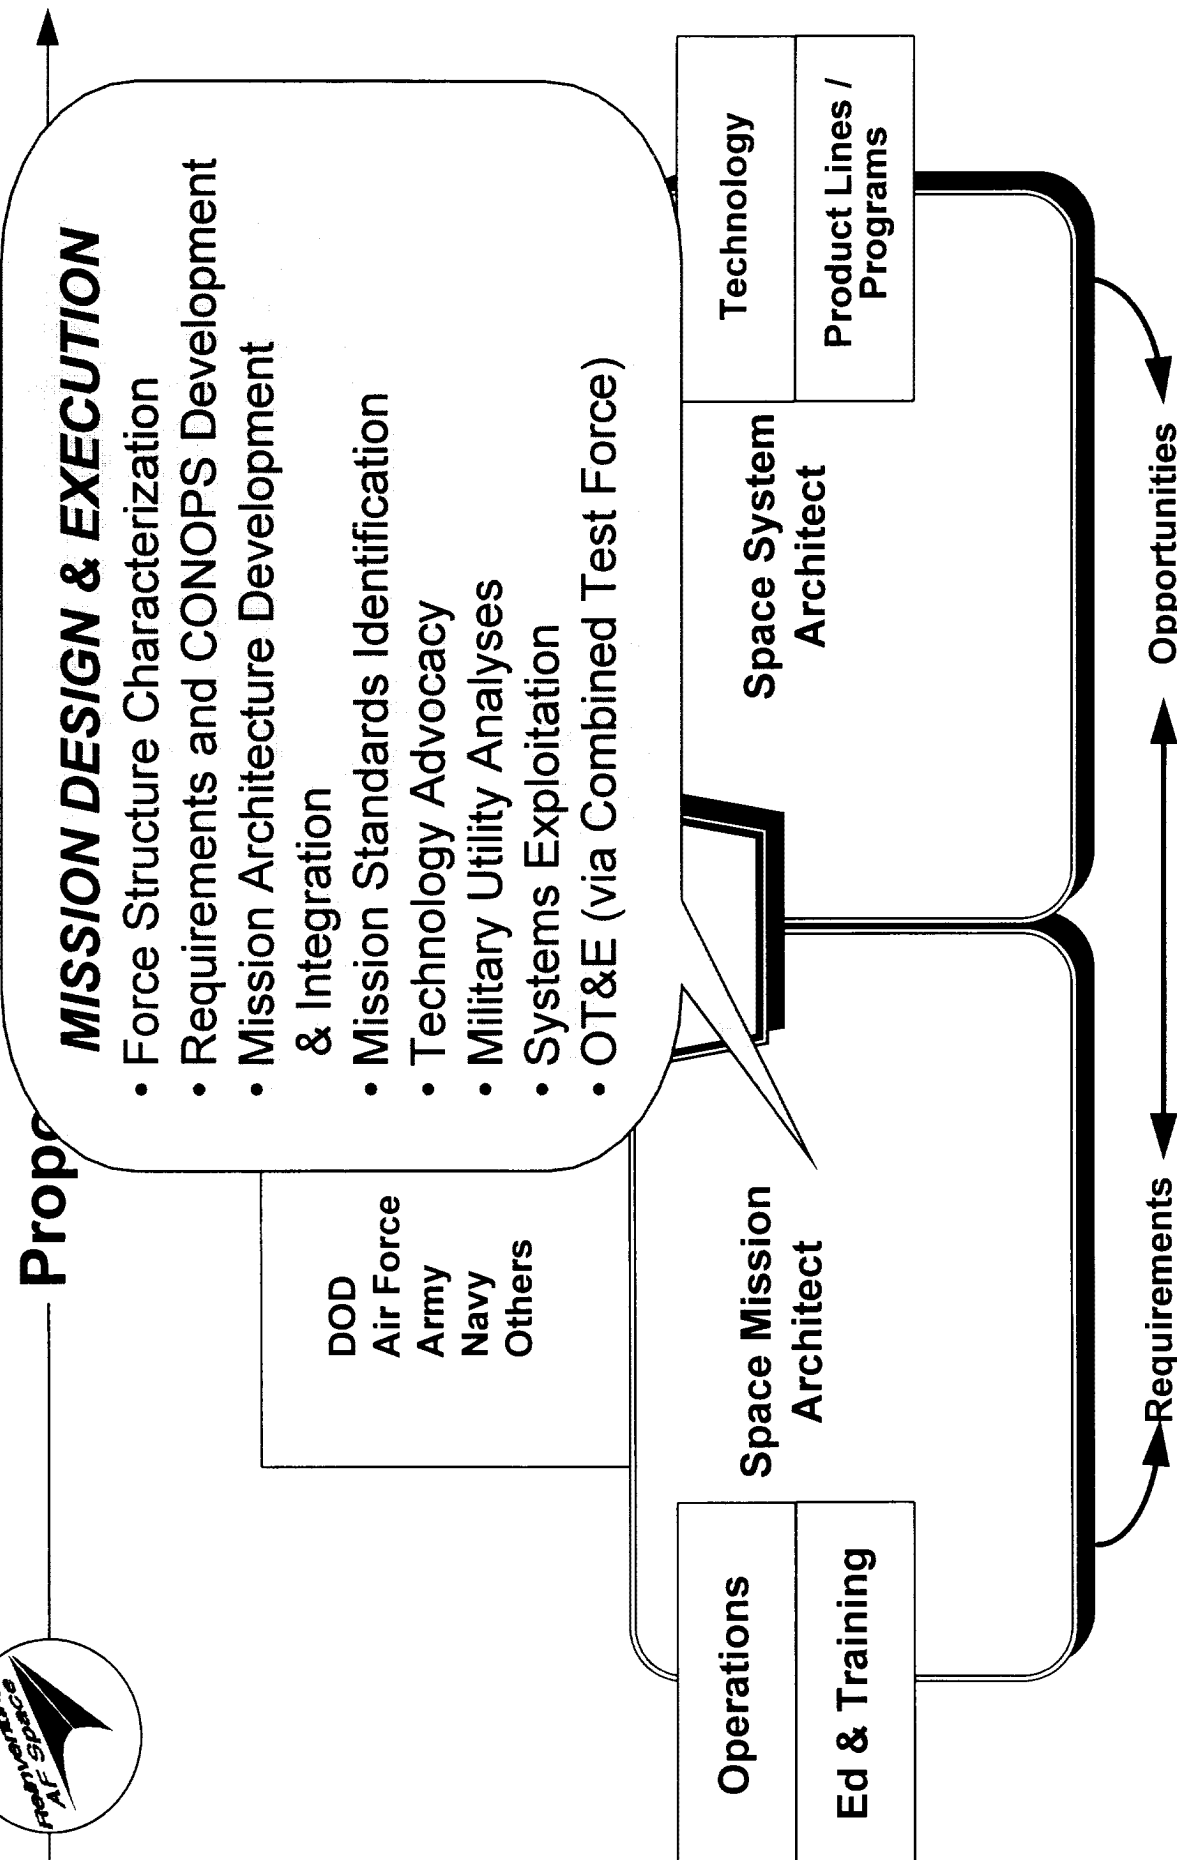 Reinventing
AF Space
Propo
MISSION DESIGN & EXECUTION
• Force Structure Characterization
• Requirements and CONOPS Development
• Mission Architecture Development
& Integration
• Mission Standards Identification
• Technology Advocacy
• Military Utility Analyses
• Systems Exploitation
• OT&E (via Combined Test Force)
DOD
Air Force
Army
Navy
Others
Operations
Ed & Training
Space Mission
Architect
Space System
Architect
Technology
Product Lines /
Programs
Requirements
Opportunities